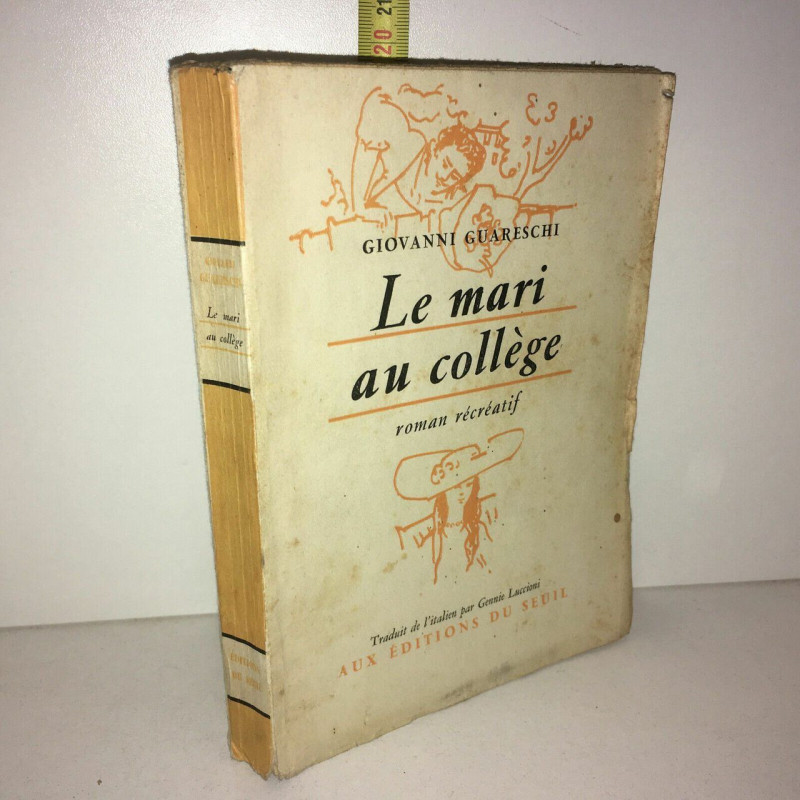 20 21
GIOVANNI GUARESCHI
Le mari
au collège
roman récréatif
Traduit de l'italien par Gennie Luccioni
AUX ÉDITIONS DU SEUIL
GUARESCHI
Le mari
au collège